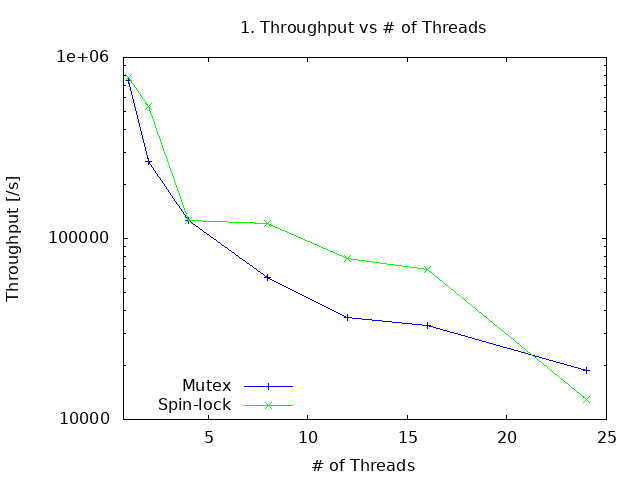 1. Throughput vs # of Threads
Throughput [/s]
1e+06
100000
10000
Mutex
Spin-lock
5 10 15 20 25
# of Threads